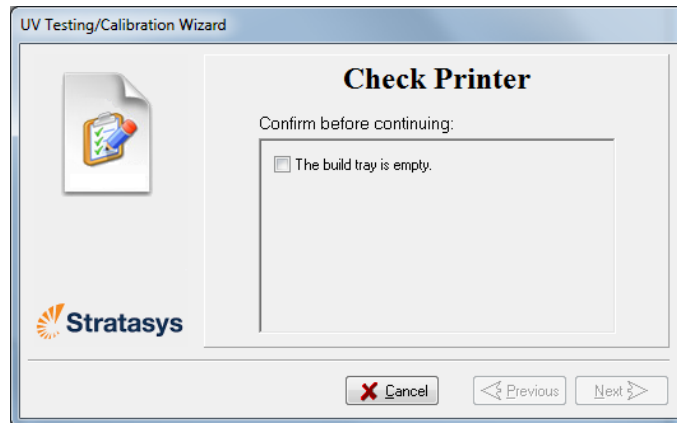 UV Testing/Calibration Wizard
Check Printer
Confirm before continuing:
The build tray is empty.
Stratasys
Cancel
Previous
Next